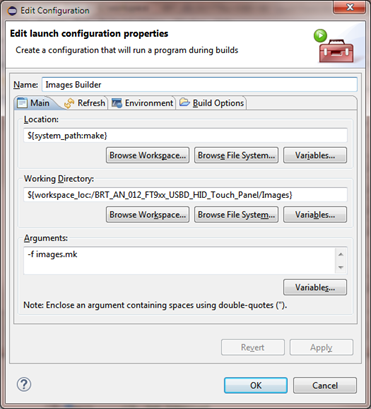 Edit Configuration
Edit launch configuration properties
Create a configuration that will run a program during builds
Name: Images Builder
Main Refresh Environment Build Options
Location:
${system_path:make}
Browse Workspace... Browse File System... Variables...
Working Directory:
${workspace_loc:/BRT_AN_012_FT9xx_USBD_HID_Touch_Panel/Images}
Browse Workspace... Browse File System... Variables...
Arguments:
-f images.mk
Variables...
Note: Enclose an argument containing spaces using double-quotes (").
Revert Apply
OK Cancel